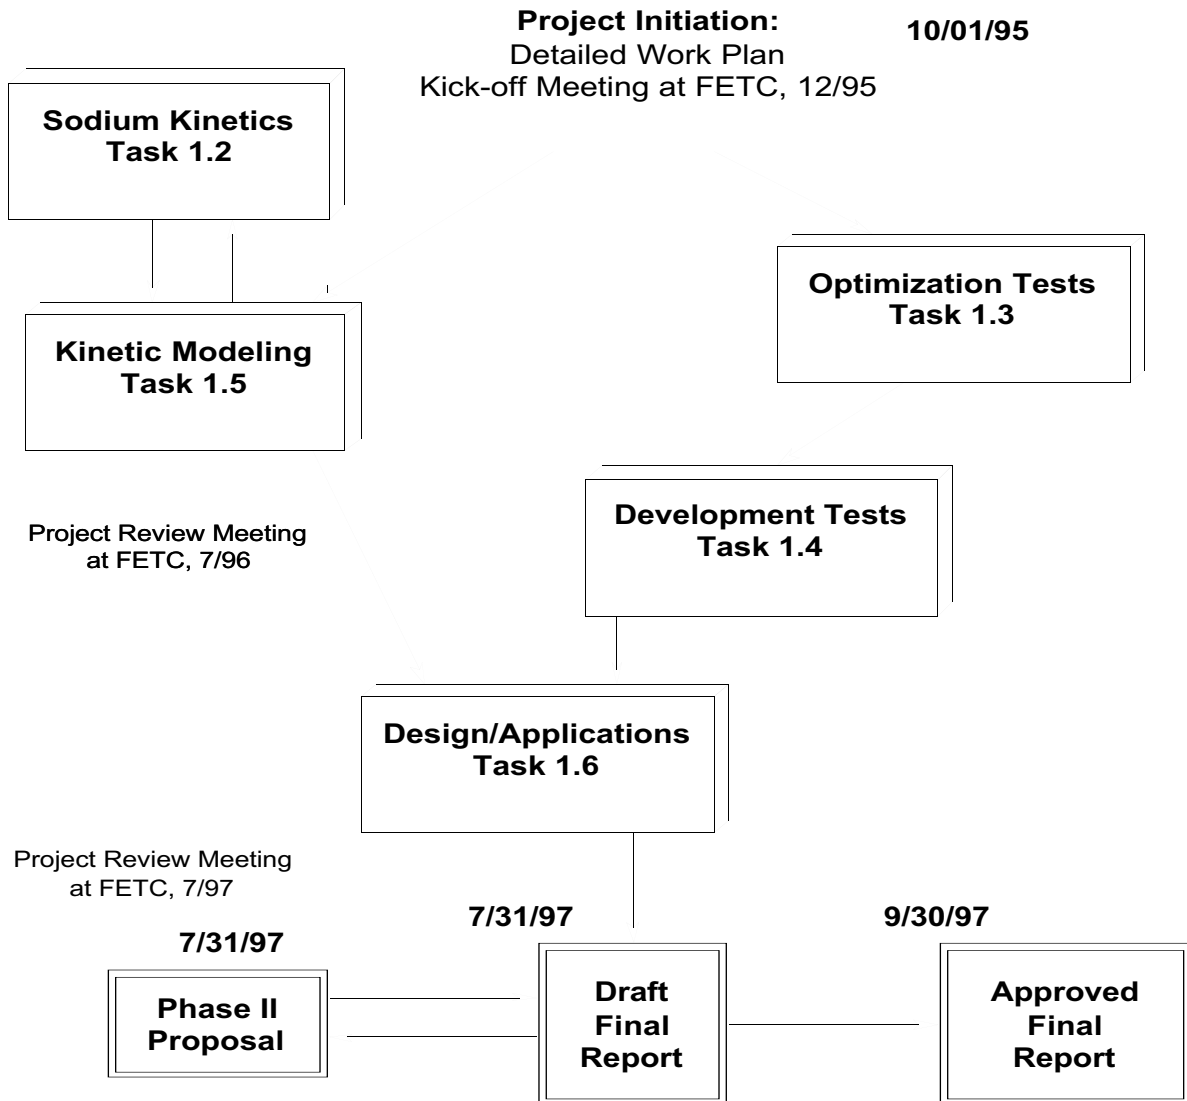 Project Initiation:
10/01/95
Detailed Work Plan
Kick-off Meeting at FETC, 12/95
Sodium Kinetics
Task 1.2
Optimization Tests
Task 1.3
Kinetic Modeling
Task 1.5
Development Tests
Task 1.4
Project Review Meeting
at FETC, 7/96
Design/Applications
Task 1.6
Project Review Meeting
at FETC, 7/97
7/31/97
7/31/97
9/30/97
Phase II
Proposal
Draft
Final
Report
Approved
Final
Report